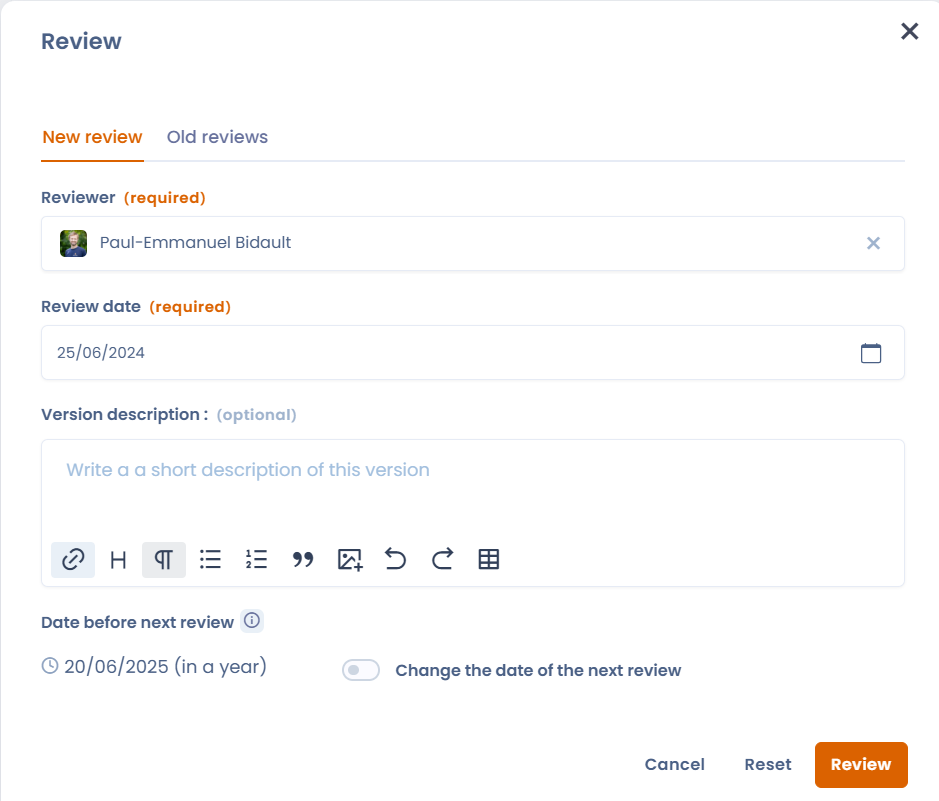 Review
New review Old reviews
Reviewer (required)
Paul-Emmanuel Bidault
Review date (required)
25/06/2024
Version description : (optional)
Write a a short description of this version
H
Date before next review
20/06/2025 (in a year) Change the date of the next review
Cancel Reset Review